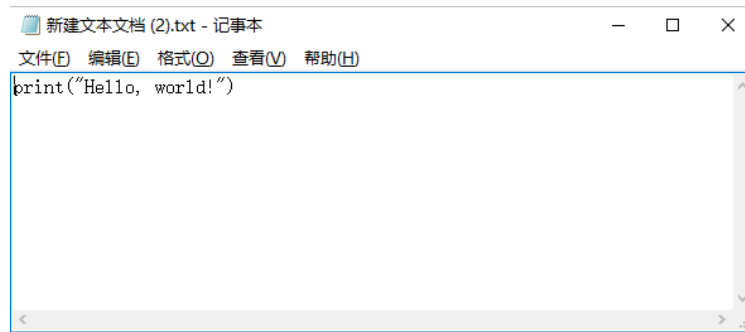 新建文本文档 (2).txt - 记事本
文件(F) 编辑(E) 格式(O) 查看(V) 帮助(H)
print("Hello, world!")